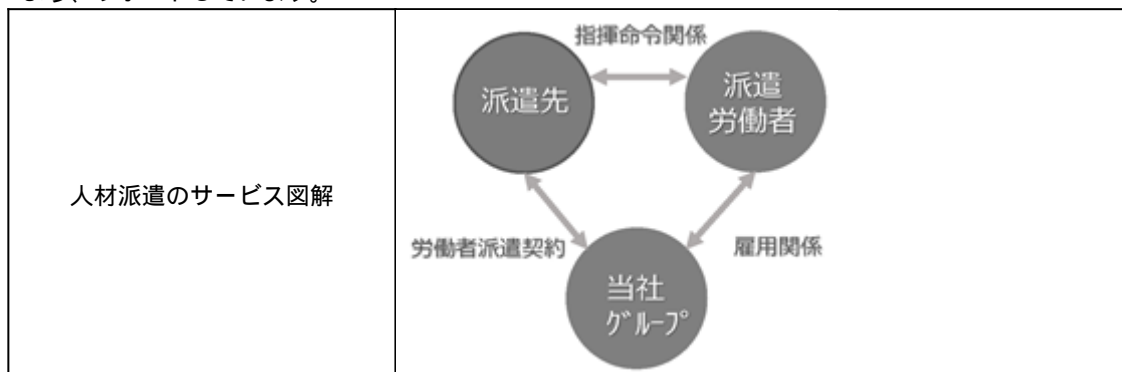 人材派遣のサービス図解
指揮命令関係
派遣先
派遣
労働者
労働者派遣契約
雇用関係
当社
グループ